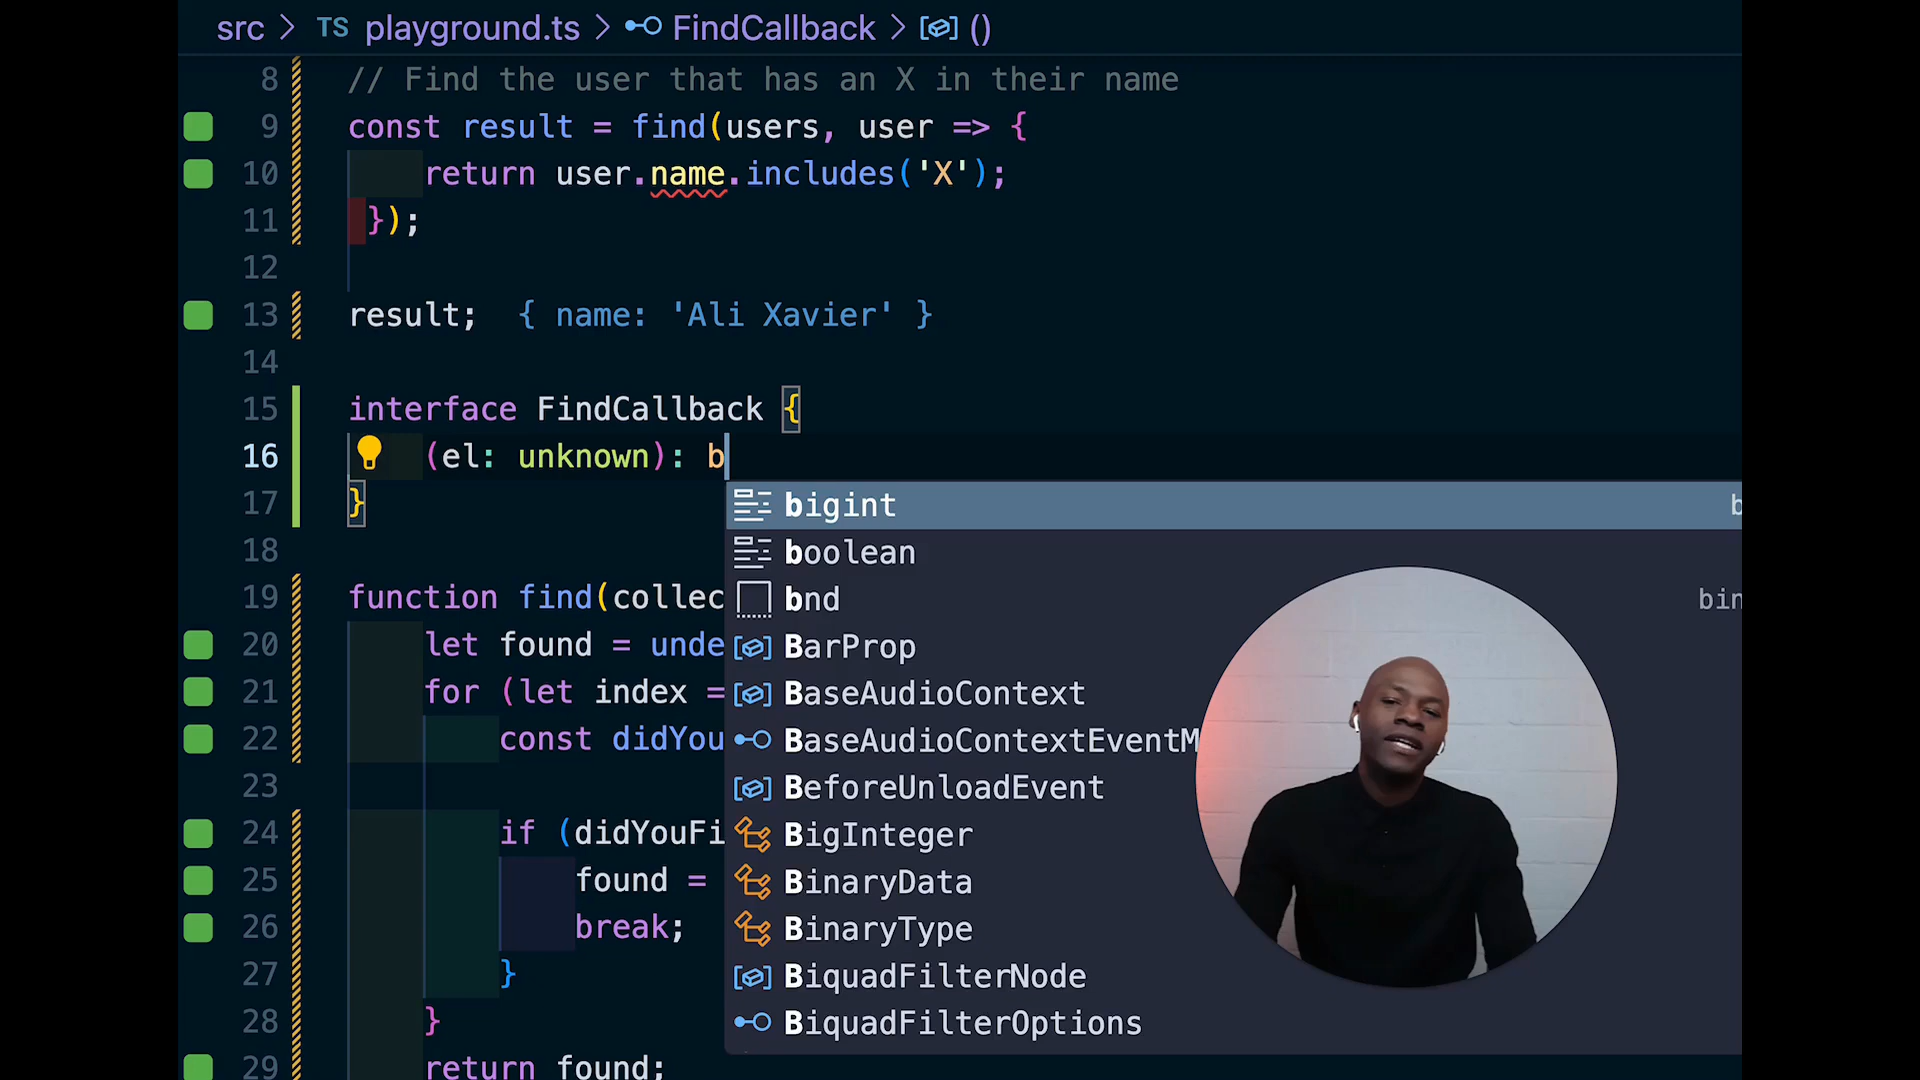 src > TS playground.ts > FindCallback > ()
8 // Find the user that has an X in their name
9 const result = find(users, user => {
10 return user.name.includes('X');
11 });
12
13 result; { name: 'Ali Xavier' }
14
15 interface FindCallback {
16 (el: unknown): b
17 }
bigint b
18
boolean
19 function find(collec
bnd bin
20 let found = unde
BarProp
21 for (let index =
BaseAudioContext
22 const didYou
BaseAudioContextEventM
23
BeforeUnloadEvent
24 if (didYouFi
BigInteger
25 found =
BinaryData
26 break;
BinaryType
27 }
BiquadFilterNode
28 }
BiquadFilterOptions
29 return found;